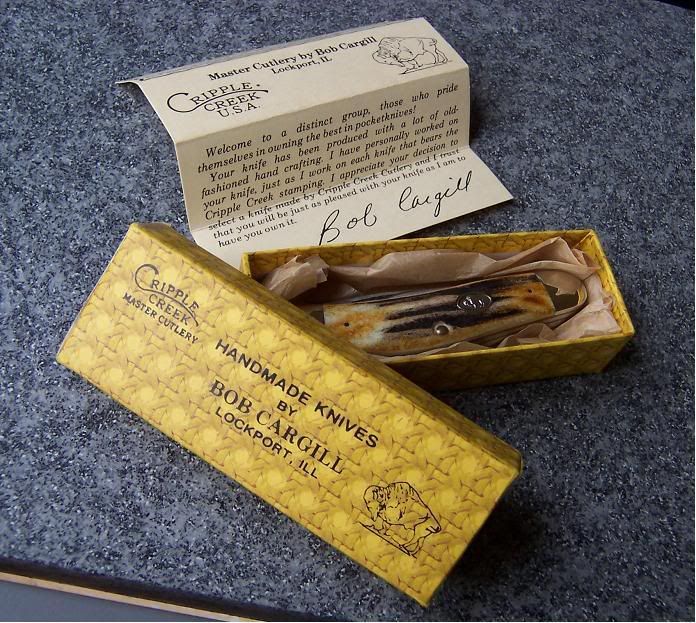 Master Cutlery by Bob Cargill
Lockport, IL
CRIPPLE
CREEK
U.S.A.
Welcome to a distinct group, those who pride
themselves in owning the best in pocketknives!
Your knife has been produced with a lot of old-
fashioned hand crafting. I have personally worked on
your knife, just as I work on each knife that bears the
Cripple Creek stamping. I appreciate your decision to
select a knife made by Cripple Creek Cutlery and I trust
that you will be just as pleased with your knife as I am to
have you own it.
Bob Cargill
CRIPPLE
CREEK
MASTER CUTLERY
HANDMADE KNIVES
BY
BOB CARGILL
LOCKPORT, ILL